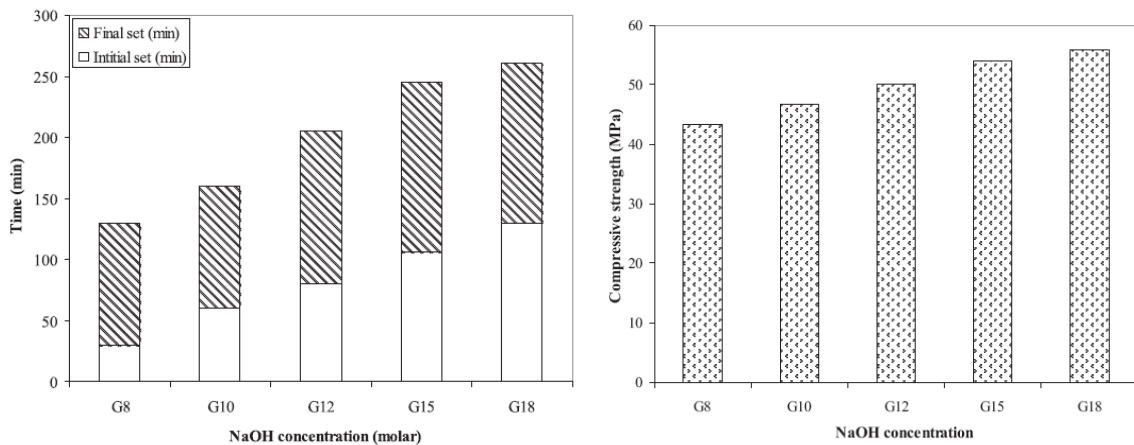 300
250
200
150
100
50
0
Time (min)
Final set (min)
Intitial set (min)
G8 G10 G12 G15 G18
NaOH concentration (molar)
60
50
40
30
20
10
0
Compressive strength (MPa)
G8 G10 G12 G15 G18
NaOH concentration